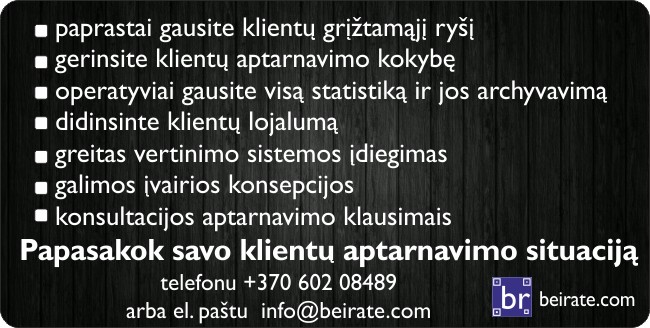 paprastai gausite klientų grįžtamąjį ryšį
gerinsite klientų aptarnavimo kokybę
operatyviai gausite visą statistiką ir jos archyvavimą
didinsinte klientų lojalumą
greitas vertinimo sistemos įdiegimas
galimos įvairios konsepcijos
konsultacijos aptarnavimo klausimais
Papasakok savo klientų aptarnavimo situaciją
telefonu +370 602 08489
arba el. paštu info@beirate.com
br beirate.com